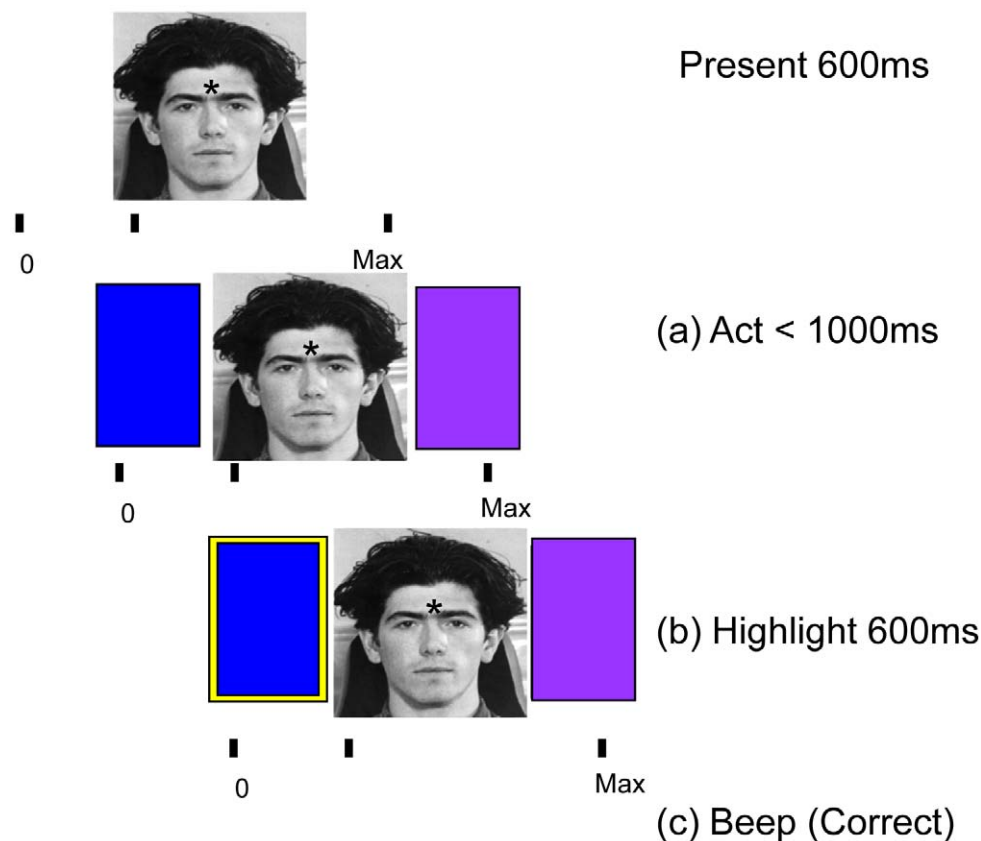 *
Present 600ms
0
Max
*
(a) Act < 1000ms
0
Max
*
(b) Highlight 600ms
0
Max
(c) Beep (Correct)